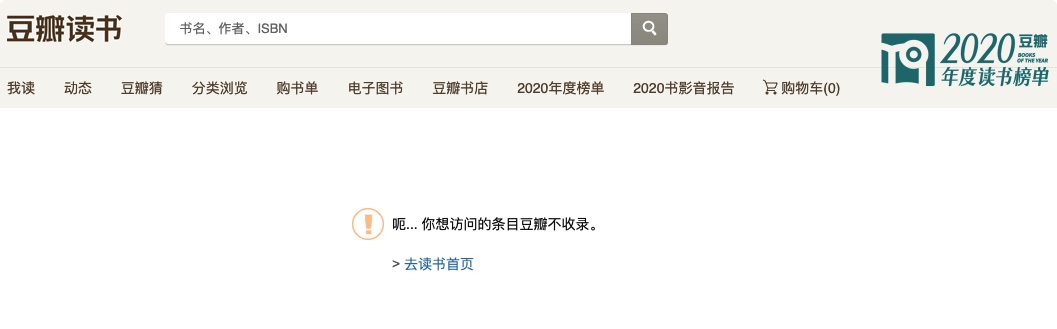 豆瓣读书
书名、作者、ISBN
2020豆瓣
BOOKS
OF THE YEAR
年度读书榜单
我读 动态 豆瓣猜 分类浏览 购书单 电子图书 豆瓣书店 2020年度榜单 2020书影音报告 购物车(0)
呃... 你想访问的条目豆瓣不收录。
> 去读书首页